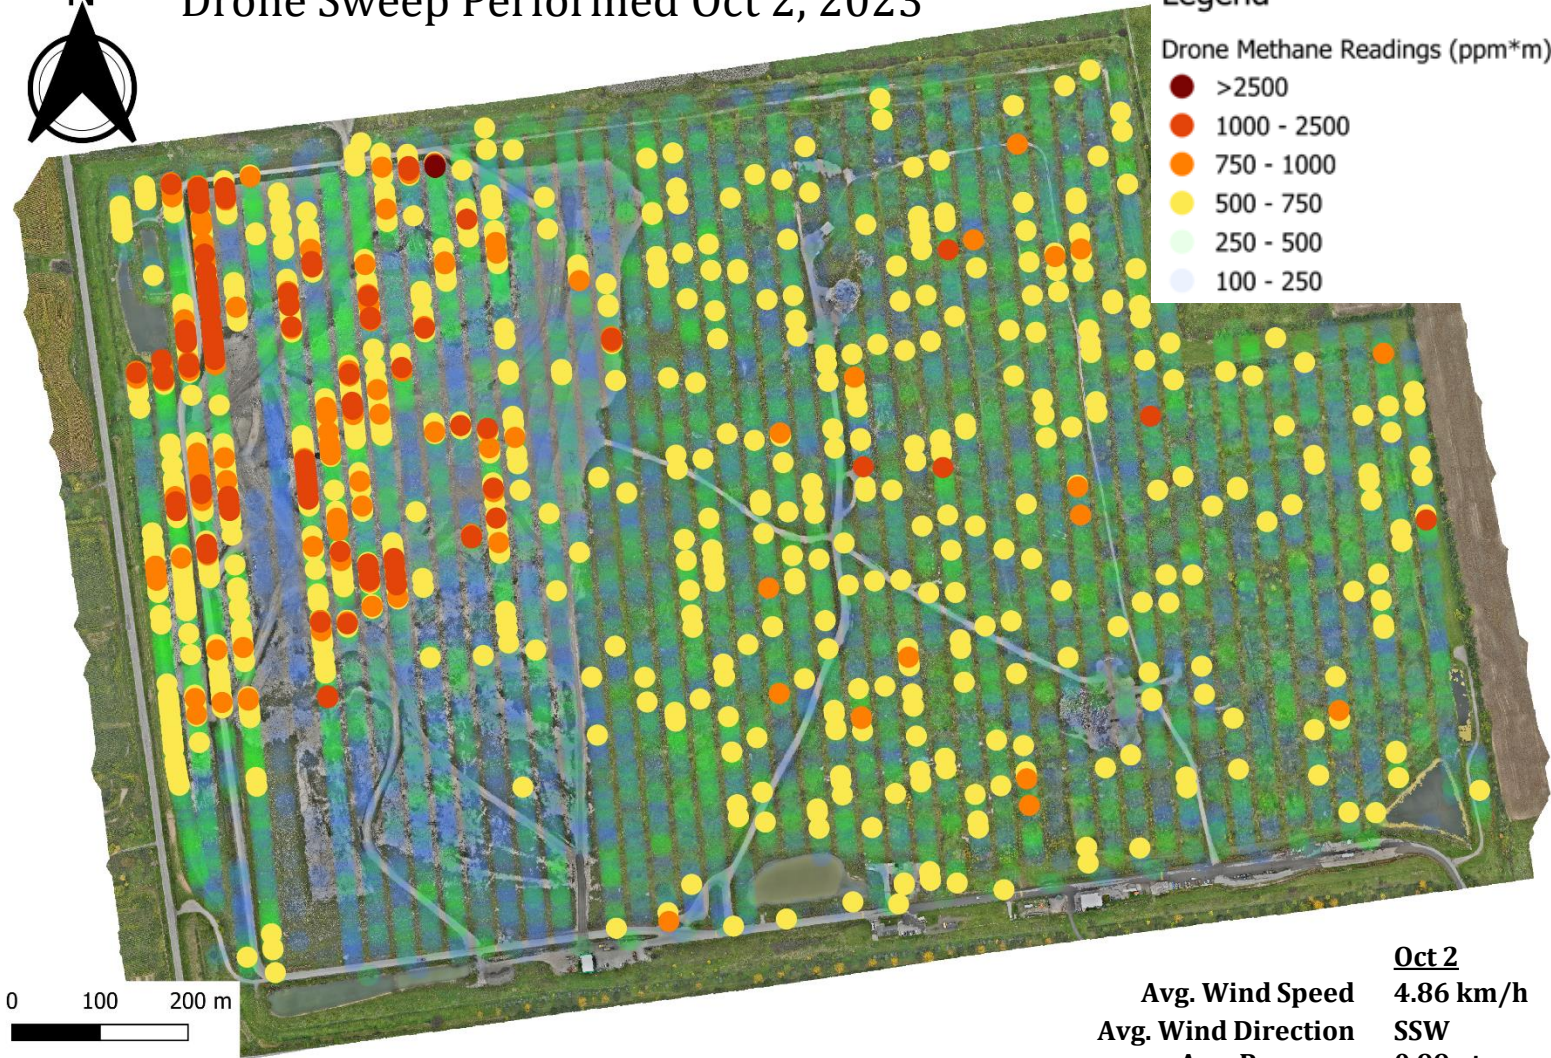 Drone Sweep Performed Oct 2, 2023
N
Legend
Drone Methane Readings (ppm*m)
>2500
1000 - 2500
750 - 1000
500 - 750
250 - 500
100 - 250
0 100 200 m
Oct 2
Avg. Wind Speed 4.86 km/h
Avg. Wind Direction SSW